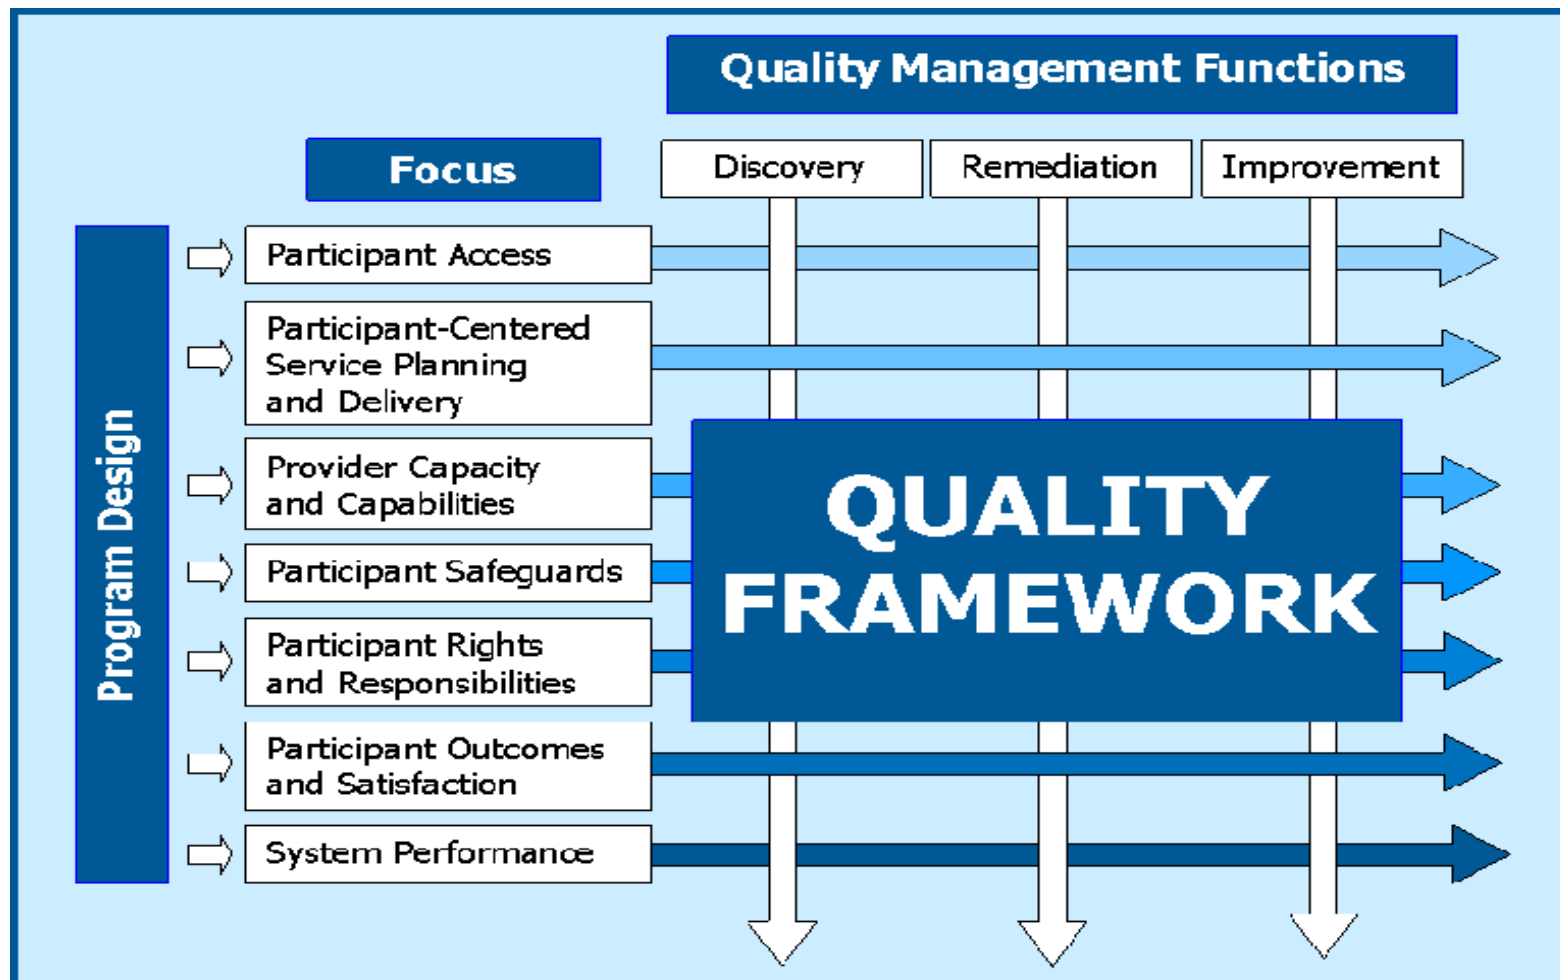 Quality Management Functions
Focus
Discovery
Remediation
Improvement
Program Design
Participant Access
Participant-Centered
Service Planning
and Delivery
Provider Capacity
and Capabilities
Participant Safeguards
Participant Rights
and Responsibilities
Participant Outcomes
and Satisfaction
System Performance
QUALITY
FRAMEWORK